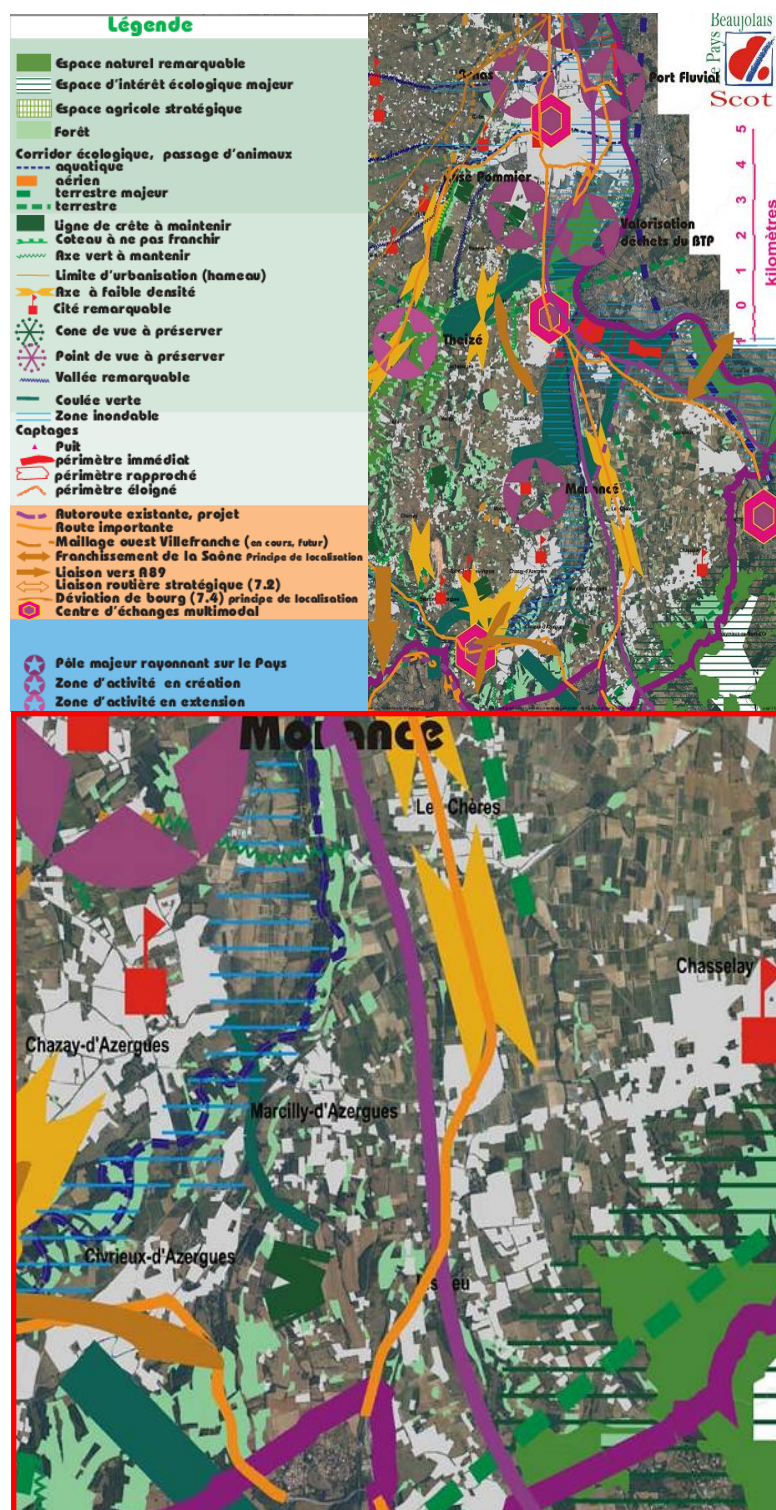 Légende
Espace naturel remarquable
Espace d'intérêt écologique majeur
Espace agricole stratégique
Forêt
Corridor écologique, passage d'animaux
aquatique
aérien
terrestre majeur
terrestre
Ligne de crête à maintenir
Coteau à ne pas franchir
Axe vert à maintenir
Limite d'urbanisation (hameau)
Axe à faible densité
Cité remarquable
Cone de vue à préserver
Point de vue à préserver
Vallée remarquable
Coulée verte
Zone inondable
Captages
Puit
périmètre immédiat
périmètre rapproché
périmètre éloigné
Autoroute existante, projet
Route importante
Maillage ouest Villefranche (en cours, futur)
Franchissement de la Saône Principe de localisation
Liaison vers A89
Liaison routière stratégique (7.2)
Déviation de bourg (7.4) principe de localisation
Centre d'échanges multimodal
Pôle majeur rayonnant sur le Pays
Zone d'activité en création
Zone d'activité en extension
Beaujolais
Pays
Scot
5
4
3
2
1
0
1
kilomètres
Port Fluvial
Pommier
Valorisation
déchets du BTP
Theizé
Morancé
Morancé
Les Chères
Chasselay
Chazay-d'Azergues
Marcilly-d'Azergues
Civrieux-d'Azergues